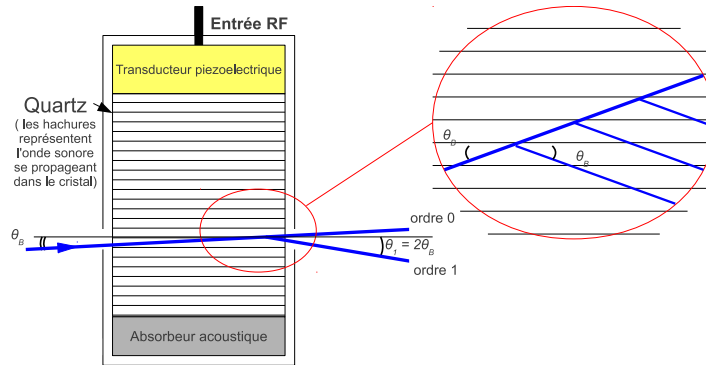 Entrée RF
Transducteur piezoelectrique
Quartz
( les hachures
représentent
l'onde sonore
se propageant
dans le cristal)
θB
θB
θB
ordre 0
θ1 = 2θB
ordre 1
Absorbeur acoustique